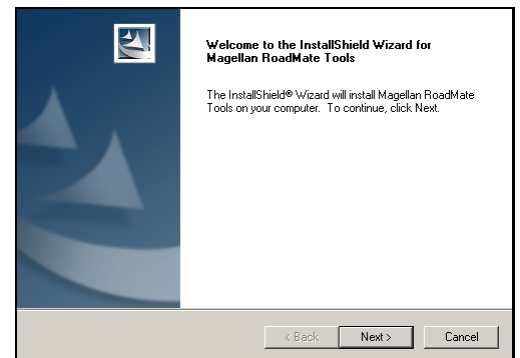 Welcome to the InstallShield Wizard for
Magellan RoadMate Tools
The InstallShield® Wizard will install Magellan RoadMate
Tools on your computer. To continue, click Next.
< Back
Next >
Cancel